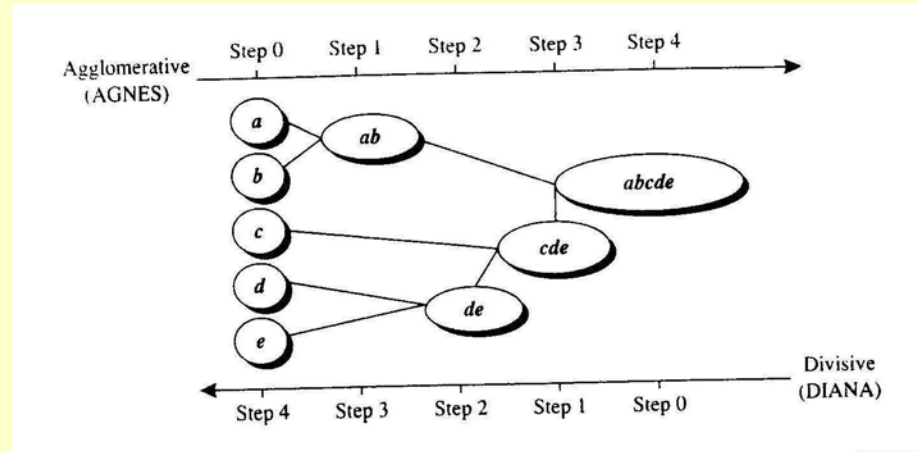 Step 0 Step 1 Step 2 Step 3 Step 4
Agglomerative
(AGNES)
a
ab
b
abcde
c
cde
d
de
e
Divisive
(DIANA)
Step 4 Step 3 Step 2 Step 1 Step 0